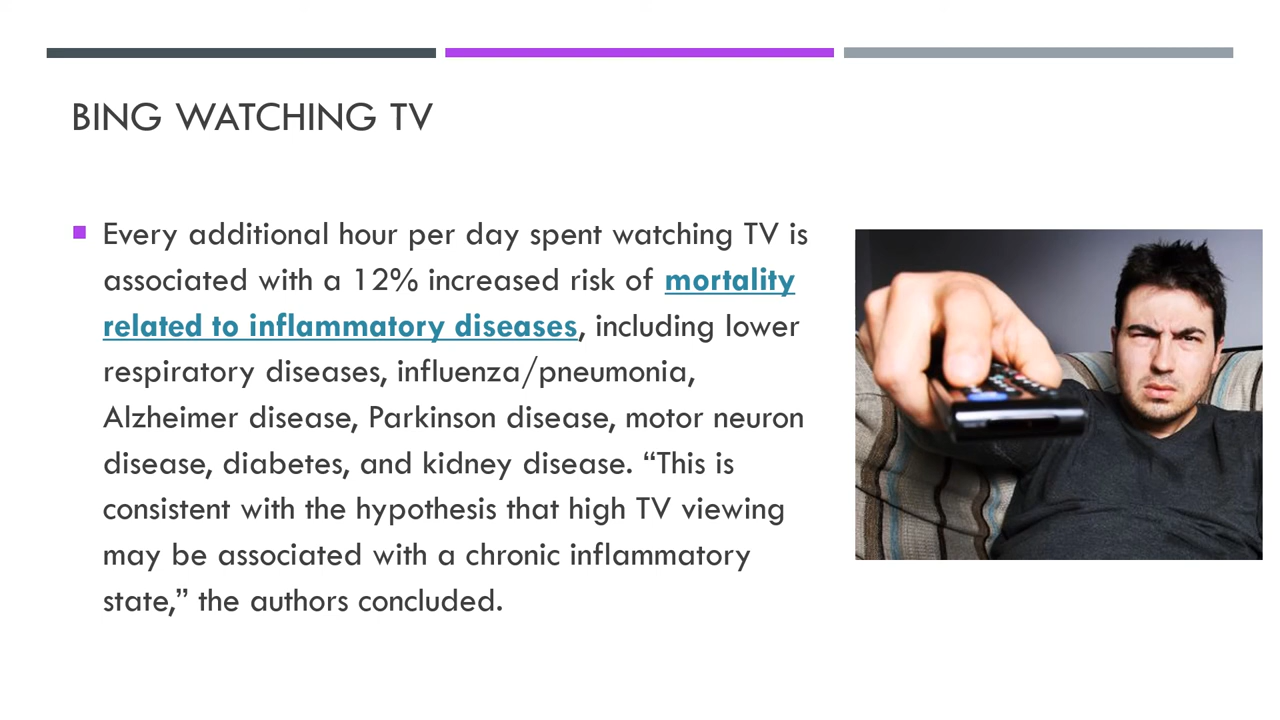 BING WATCHING TV
Every additional hour per day spent watching TV is
associated with a 12% increased risk of mortality
related to inflammatory diseases, including lower
respiratory diseases, influenza/pneumonia,
Alzheimer disease, Parkinson disease, motor neuron
disease, diabetes, and kidney disease. “This is
consistent with the hypothesis that high TV viewing
may be associated with a chronic inflammatory
state,” the authors concluded.